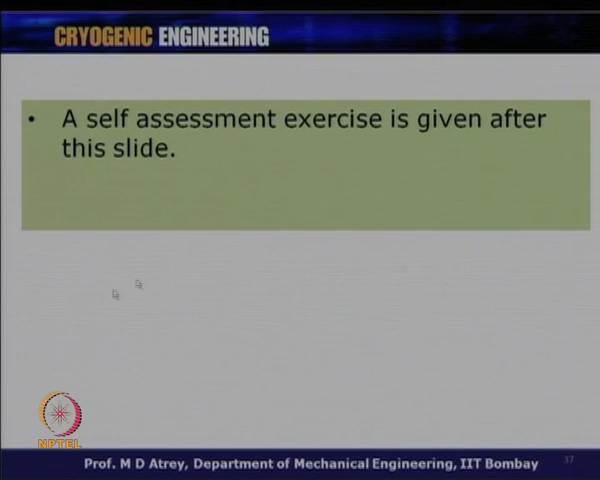 CRYOGENIC ENGINEERING
• A self assessment exercise is given after
this slide.
NPTEL
Prof. M D Atrey, Department of Mechanical Engineering, IIT Bombay 37